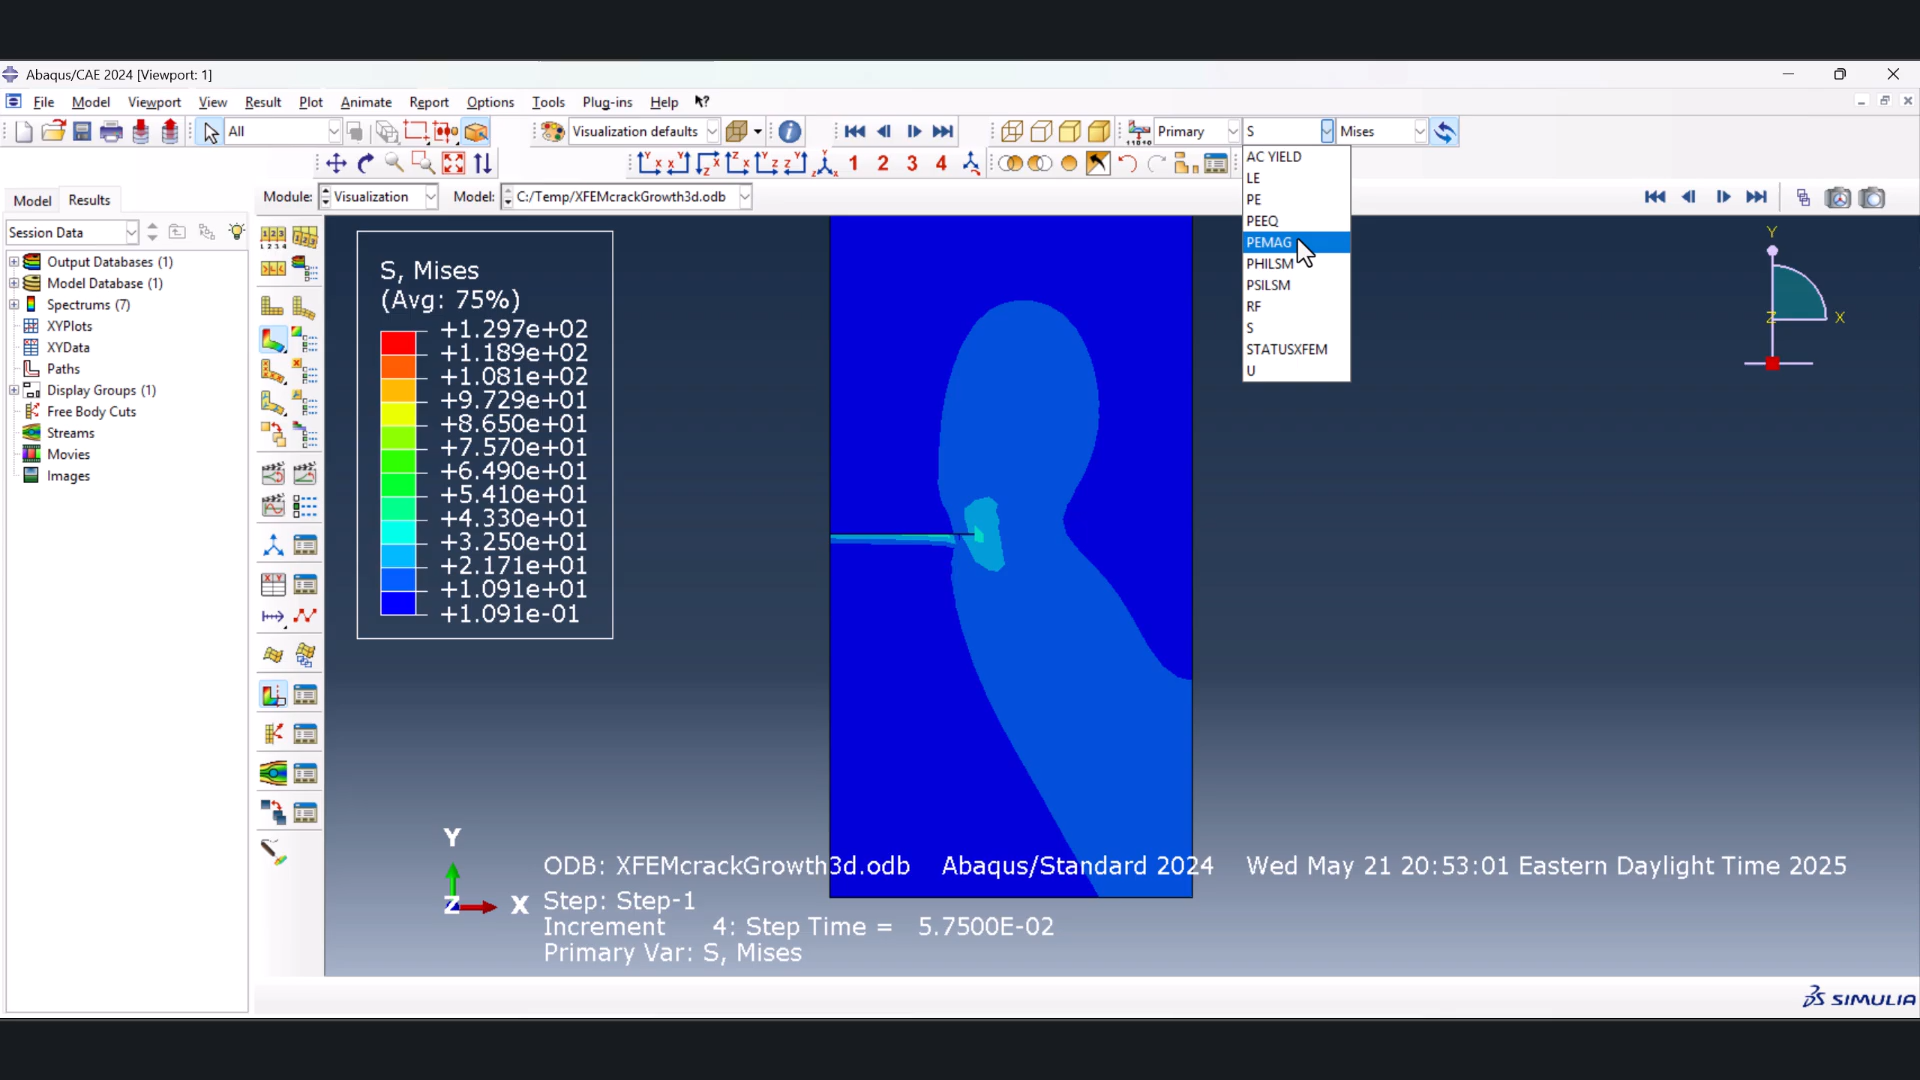 Abaqus/CAE 2024 [Viewport: 1]
File Model Viewport View Result Plot Animate Report Options Tools Plug-ins Help
All
Visualization defaults
Primary
S
Mises
1 2 3 4
Model Results
Module: Visualization
Model: C:/Temp/XFEMcrackGrowth3d.odb
Session Data
Output Databases (1)
Model Database (1)
Spectrums (7)
XYPlots
XYData
Paths
Display Groups (1)
Free Body Cuts
Streams
Movies
Images
AC YIELD
LE
PE
PEEQ
PEMAG
PHILSM
PSILSM
RF
S
STATUSXFEM
U
S, Mises
(Avg: 75%)
+1.297e+02
+1.189e+02
+1.081e+02
+9.729e+01
+8.650e+01
+7.570e+01
+6.490e+01
+5.410e+01
+4.330e+01
+3.250e+01
+2.171e+01
+1.091e+01
+1.091e-01
Y
Z
X
Y
Z
X
ODB: XFEMcrackGrowth3d.odb Abaqus/Standard 2024 Wed May 21 20:53:01 Eastern Daylight Time 2025
Step: Step-1
Increment 4: Step Time = 5.7500E-02
Primary Var: S, Mises
SIMULIA